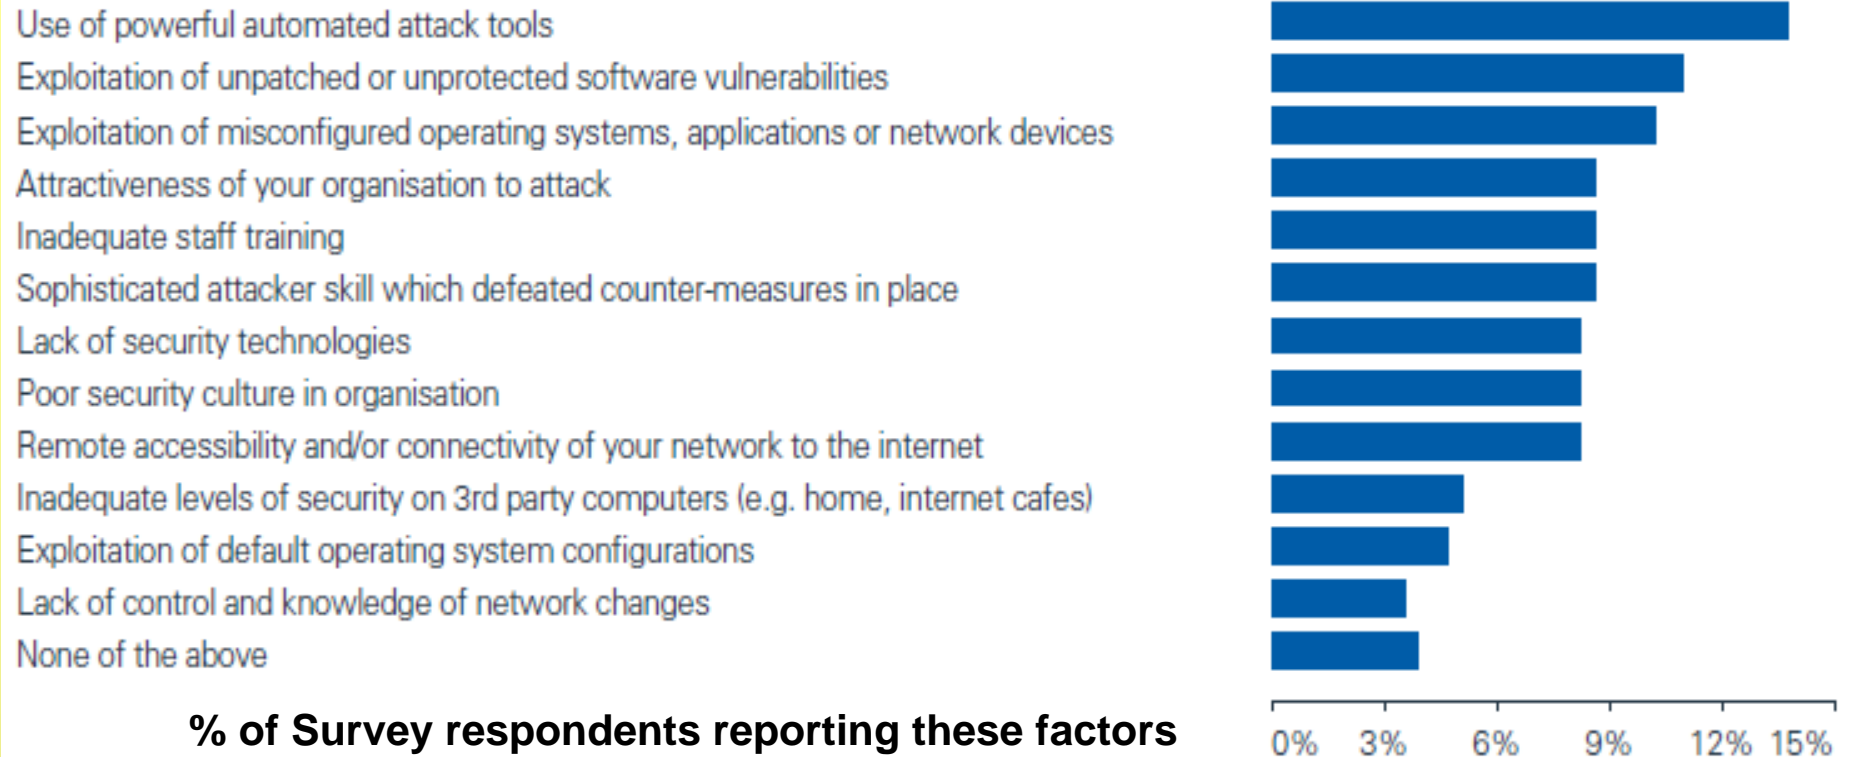 Use of powerful automated attack tools
Exploitation of unpatched or unprotected software vulnerabilities
Exploitation of misconfigured operating systems, applications or network devices
Attractiveness of your organisation to attack
Inadequate staff training
Sophisticated attacker skill which defeated counter-measures in place
Lack of security technologies
Poor security culture in organisation
Remote accessibility and/or connectivity of your network to the internet
Inadequate levels of security on 3rd party computers (e.g. home, internet cafes)
Exploitation of default operating system configurations
Lack of control and knowledge of network changes
None of the above
% of Survey respondents reporting these factors
0% 3% 6% 9% 12% 15%